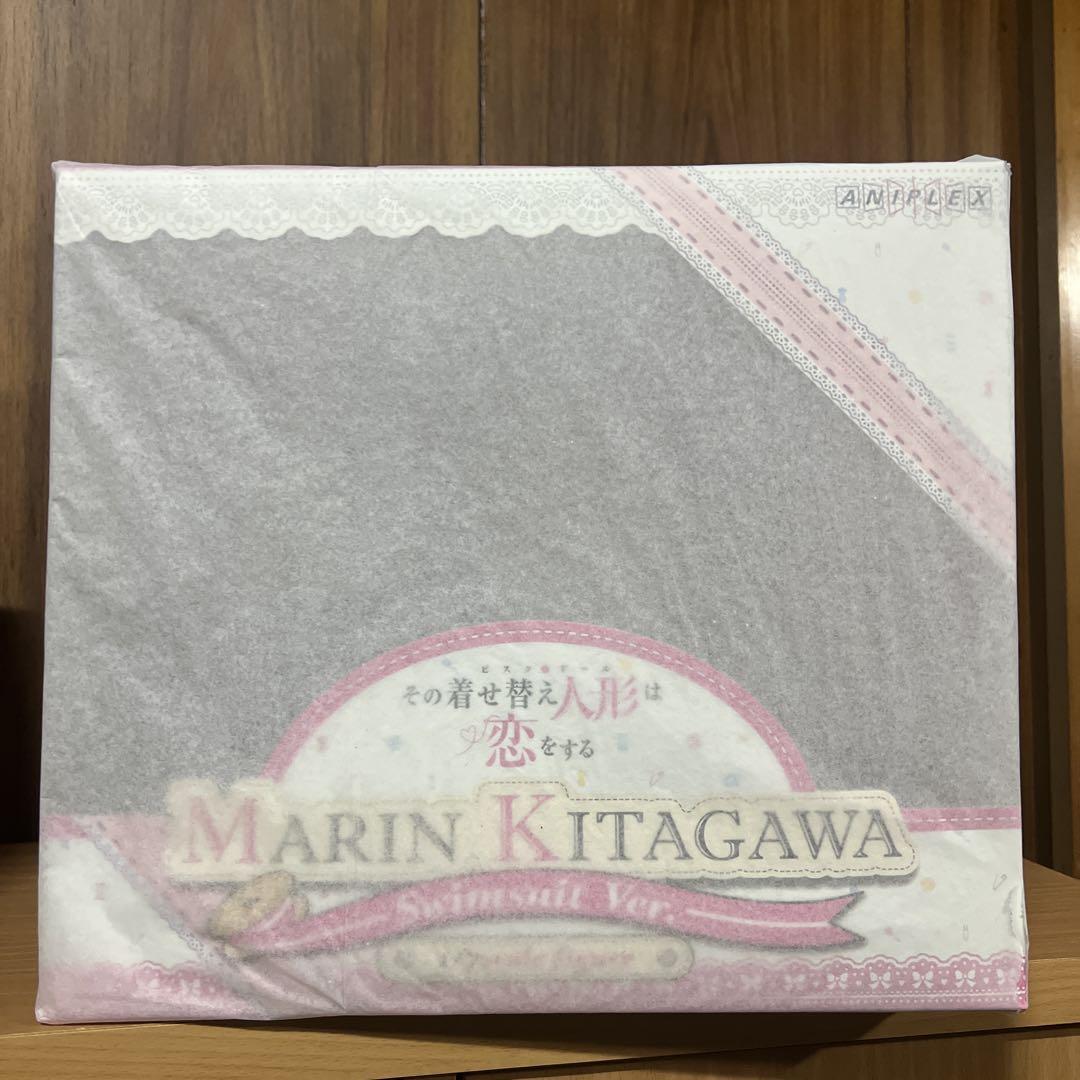 ANIPLEX
ビスク・ドール
その着せ替え人形は
恋をする
MARIN KITAGAWA
Swimsuit Ver.